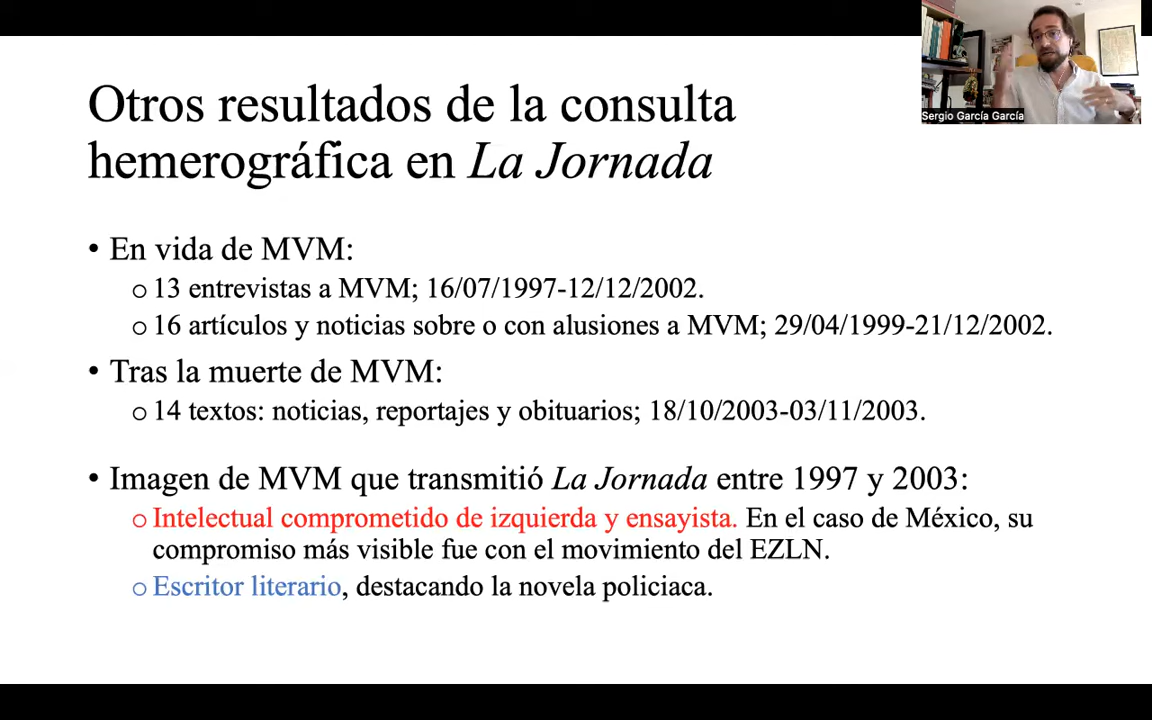 Otros resultados de la consulta
hemerográfica en La Jornada
Sergio García García
• En vida de MVM:
o 13 entrevistas a MVM; 16/07/1997-12/12/2002.
o 16 artículos y noticias sobre o con alusiones a MVM; 29/04/1999-21/12/2002.
• Tras la muerte de MVM:
o 14 textos: noticias, reportajes y obituarios; 18/10/2003-03/11/2003.
• Imagen de MVM que transmitió La Jornada entre 1997 y 2003:
o Intelectual comprometido de izquierda y ensayista. En el caso de México, su
compromiso más visible fue con el movimiento del EZLN.
o Escritor literario, destacando la novela policiaca.